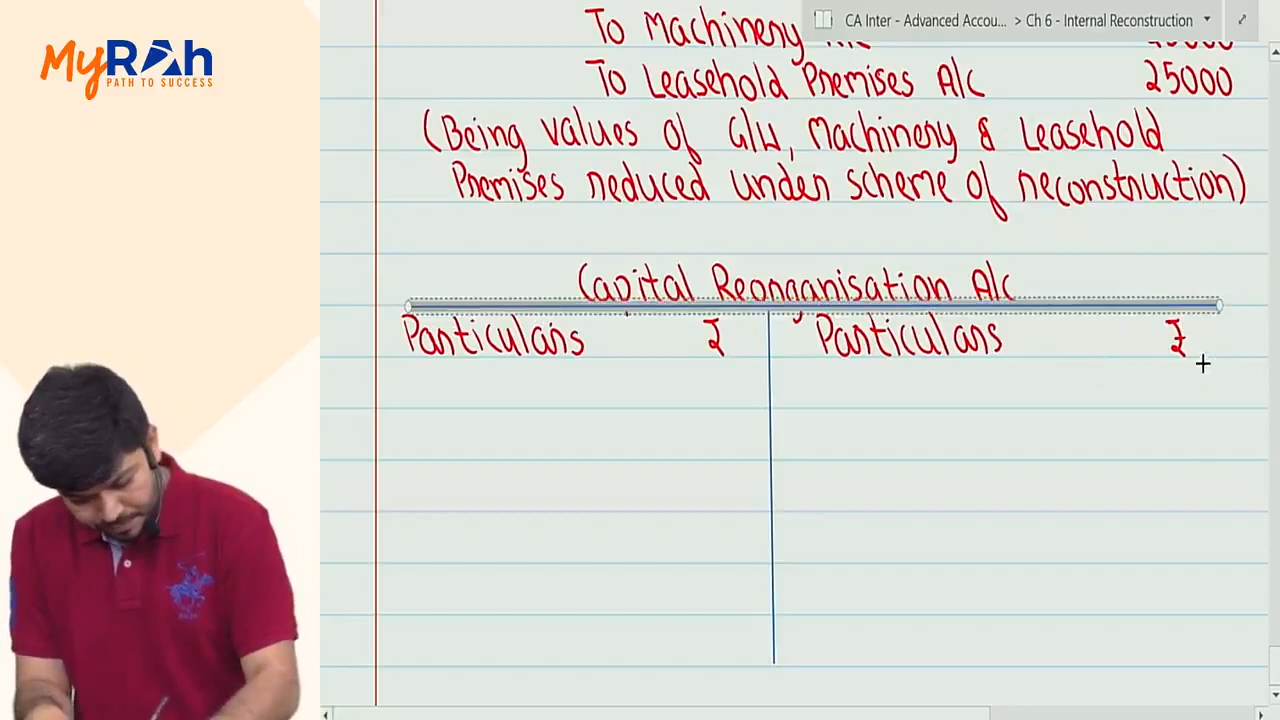 MyRAh
PATH TO SUCCESS
CA Inter - Advanced Accou... > Ch 6 - Internal Reconstruction
To Machinery A/c
To Leasehold Premises A/c 25000
(Being values of G/W, Machinery & Leasehold
Premises reduced under scheme of reconstruction)
Capital Reorganisation A/c
Particulars ₹ Particulars ₹